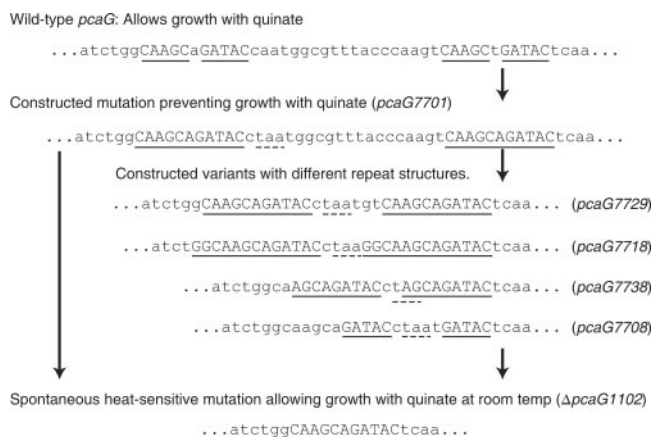 Wild-type pcaG: Allows growth with quinate
...atctggCAAGCaGATACcaatggcgtttacccaagtCAAGCtGATACtcaa...
Constructed mutation preventing growth with quinate (pcaG7701)
...atctggCAAGCAGATACctaatggcgtttacccaagtCAAGCAGATACtcaa...
Constructed variants with different repeat structures.
...atctggCAAGCAGATACctaatgtCAAGCAGATACtcaa... (pcaG7729)
...atctGGCAAGCAGATACctaaGGCAAGCAGATACtcaa... (pcaG7718)
...atctggcaAGCAGATACctAGCAGATACtcaa... (pcaG7738)
...atctggcaagcaGATACctaatGATACtcaa... (pcaG7708)
Spontaneous heat-sensitive mutation allowing growth with quinate at room temp (ΔpcaG1102)
...atctggCAAGCAGATACtcaa...